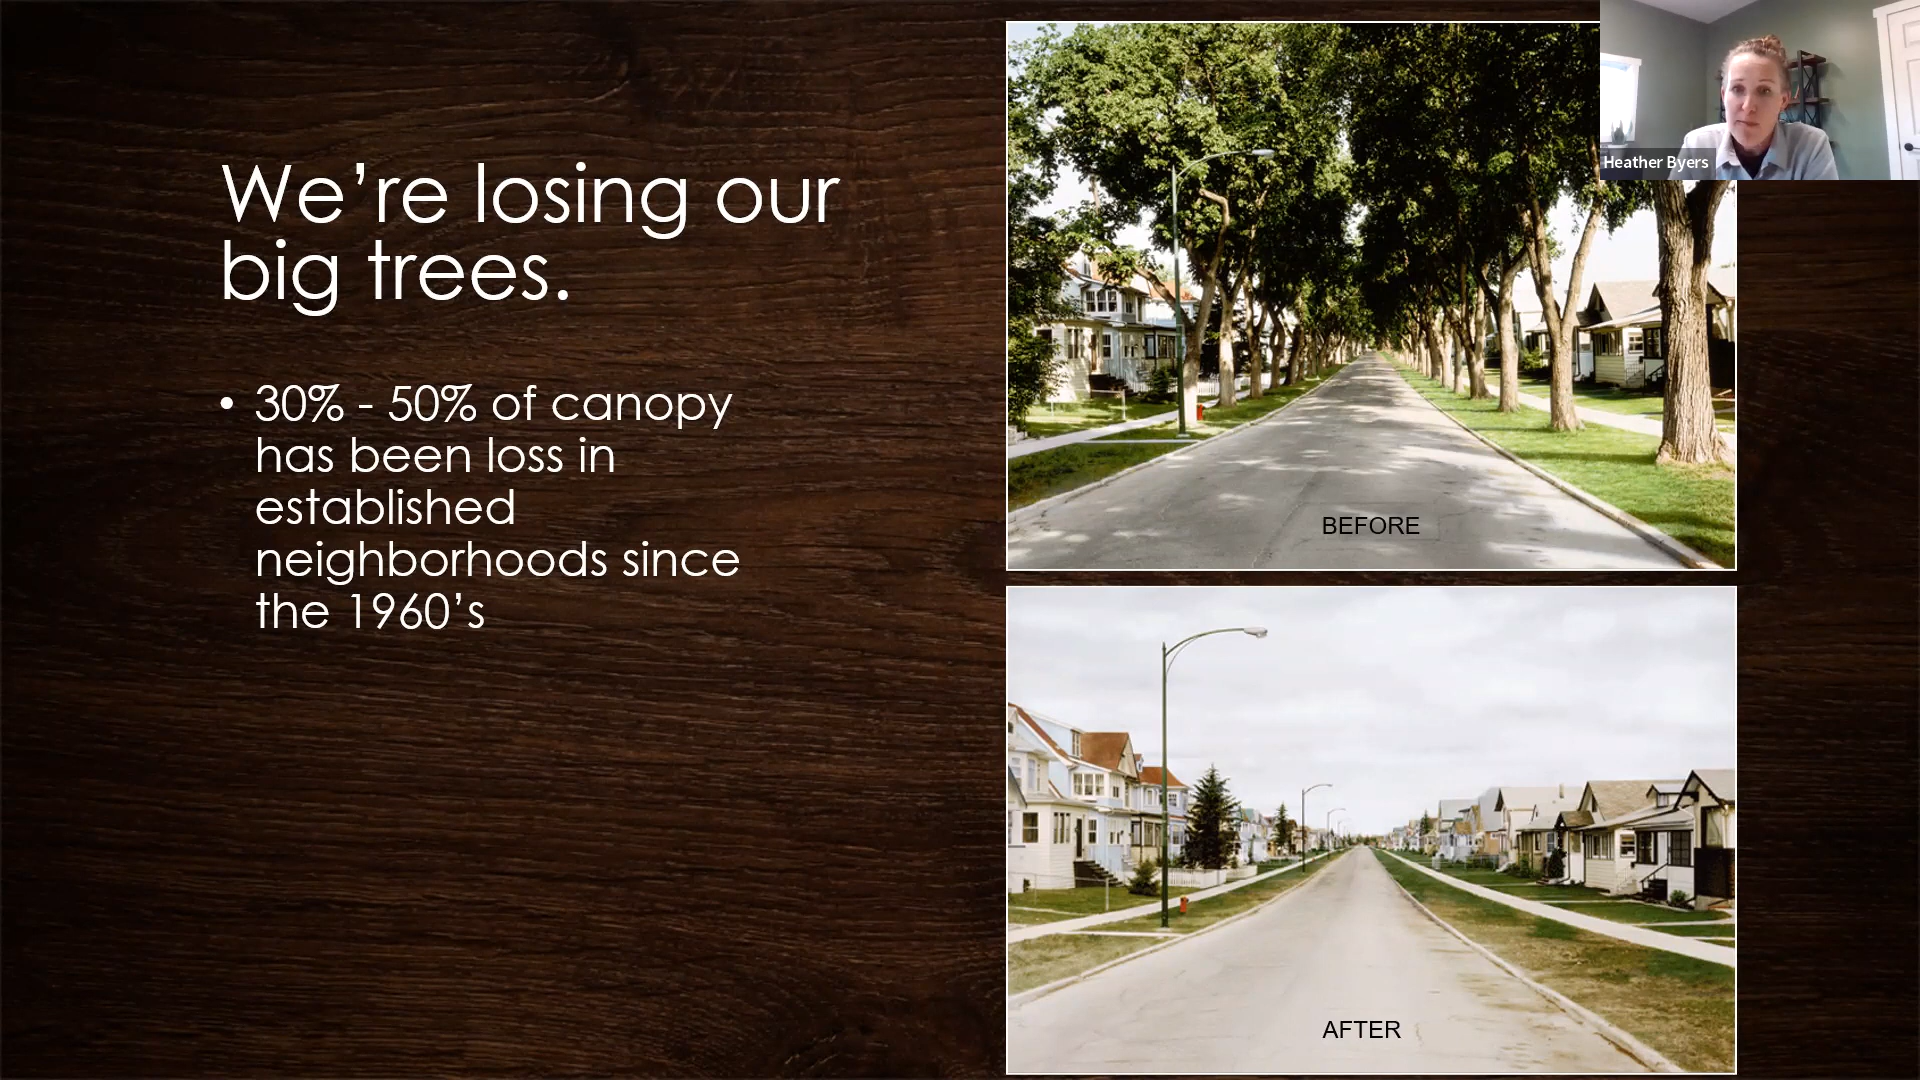 We're losing our
big trees.
• 30% - 50% of canopy
has been loss in
established
neighborhoods since
the 1960's
BEFORE
AFTER
Heather Byers